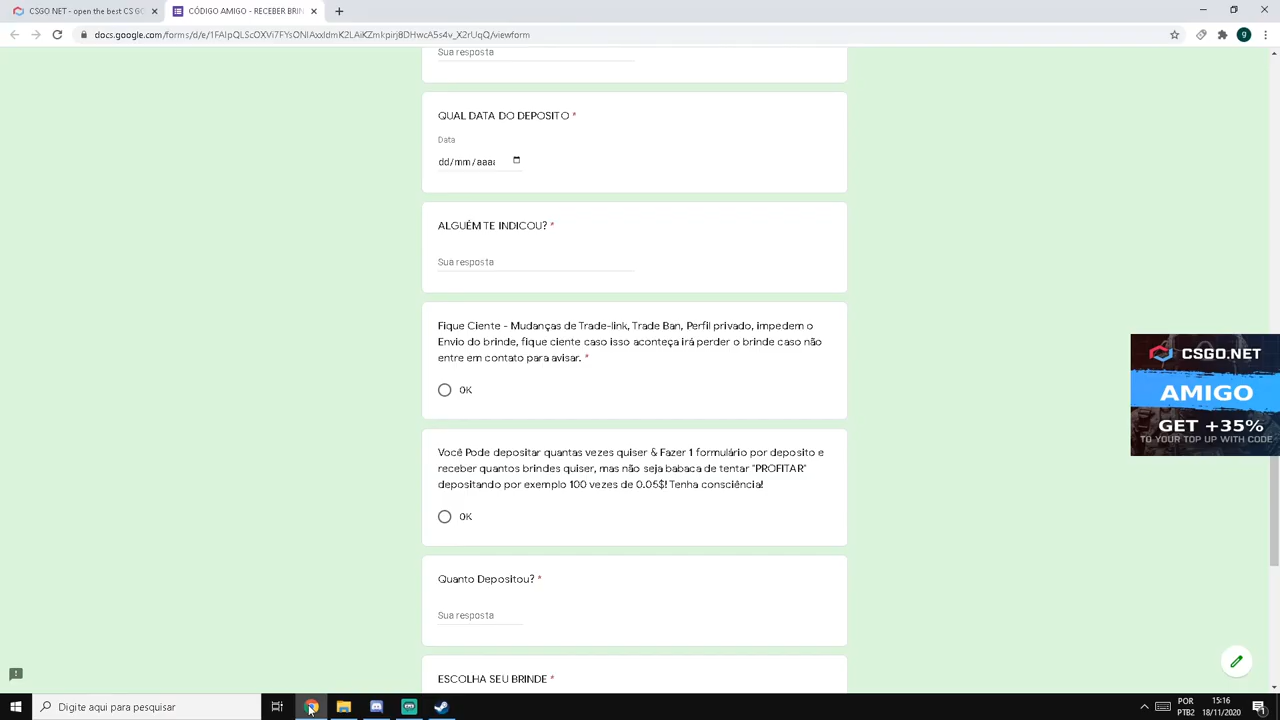 CSGO.NET - open the best CS GO
CÓDIGO AMIGO - RECEBER BRIN
Sua resposta
QUAL DATA DO DEPOSITO *
Data
dd/mm/aaaa
ALGUÉM TE INDICOU? *
Sua resposta
Fique Ciente - Mudanças de Trade-link, Trade Ban, Perfil privado, impedem o
Envio do brinde, fique ciente caso isso aconteça irá perder o brinde caso não
entre em contato para avisar. *
OK
CSGO.NET
AMIGO
GET +35%
TO YOUR TOP UP WITH CODE
Você Pode depositar quantas vezes quiser & Fazer 1 formulário por deposito e
receber quantos brindes quiser, mas não seja babaca de tentar "PROFITAR"
depositando por exemplo 100 vezes de 0.05$! Tenha consciência!
OK
Quanto Depositou? *
Sua resposta
ESCOLHA SEU BRINDE *
Digite aqui para pesquisar
POR
PTB2
15:16
18/11/2020